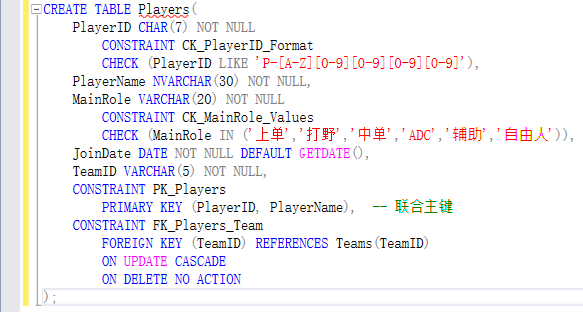 CREATE TABLE Players(
PlayerID CHAR(7) NOT NULL
CONSTRAINT CK_PlayerID_Format
CHECK (PlayerID LIKE 'P-[A-Z][0-9][0-9][0-9][0-9]'),
PlayerName NVARCHAR(30) NOT NULL,
MainRole VARCHAR(20) NOT NULL
CONSTRAINT CK_MainRole_Values
CHECK (MainRole IN ('上单','打野','中单','ADC','辅助','自由人')),
JoinDate DATE NOT NULL DEFAULT GETDATE(),
TeamID VARCHAR(5) NOT NULL,
CONSTRAINT PK_Players
PRIMARY KEY (PlayerID, PlayerName),  -- 联合主键
CONSTRAINT FK_Players_Team
FOREIGN KEY (TeamID) REFERENCES Teams(TeamID)
ON UPDATE CASCADE
ON DELETE NO ACTION
);